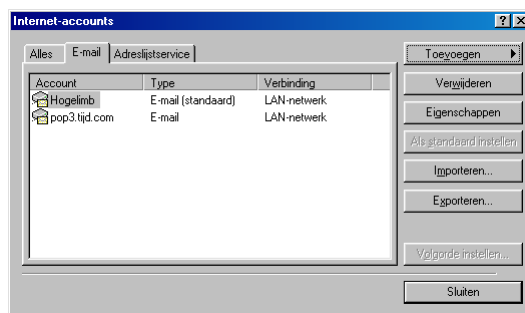 Internet-accounts
Alles E-mail Adreslijstservice
Account Type Verbinding
Hogelimb E-mail (standaard) LAN-netwerk
pop3.tijd.com E-mail LAN-netwerk
Toevoegen
Verwijderen
Eigenschappen
Als standaard instellen
Importeren...
Exporteren...
Volgorde instellen...
Sluiten